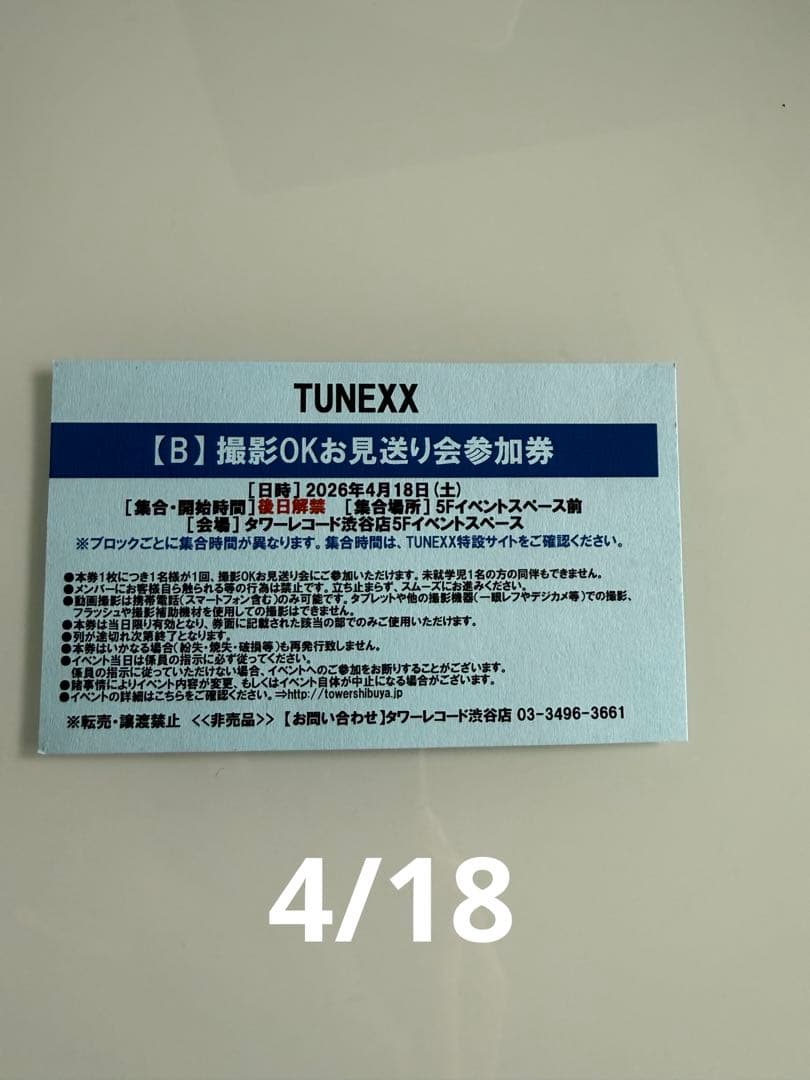 TUNEXX
【B】撮影OKお見送り会参加券
[日時] 2026年4月18日(土)
[集合・開始時間]後日解禁 [集合場所] 5Fイベントスペース前
[会場] タワーレコード渋谷店5Fイベントスペース
※ブロックごとに集合時間が異なります。集合時間は、TUNEXX特設サイトをご確認ください。
●本券1枚につき1名様が1回、撮影OKお見送り会にご参加いただけます。未就学児1名の方の同伴もできません。
●メンバーにお客様自ら触られる等の行為は禁止です。立ち止まらず、スムーズにお進みください。
●動画撮影は携帯電話(スマートフォン含む)のみ可能です。タブレットや他の撮影機器(一眼レフやデジカメ等)での撮影、
フラッシュや撮影補助機材を使用しての撮影はできません。
●本券は当日限り有効となり、券面に記載された該当の部でのみご使用いただけます。
●列が途切れ次第終了となります。
●本券はいかなる場合(紛失・焼失・破損等)も再発行致しません。
●イベント当日は係員の指示に必ず従ってください。
係員の指示に従っていただけない場合、イベントへのご参加をお断りすることがございます。
●諸事情によりイベント内容が変更、もしくはイベント自体が中止になる場合がございます。
●イベントの詳細はこちらをご確認ください。⇒http://towershibuya.jp
※転売・譲渡禁止 <<非売品>> 【お問い合わせ】タワーレコード渋谷店 03-3496-3661
4/18